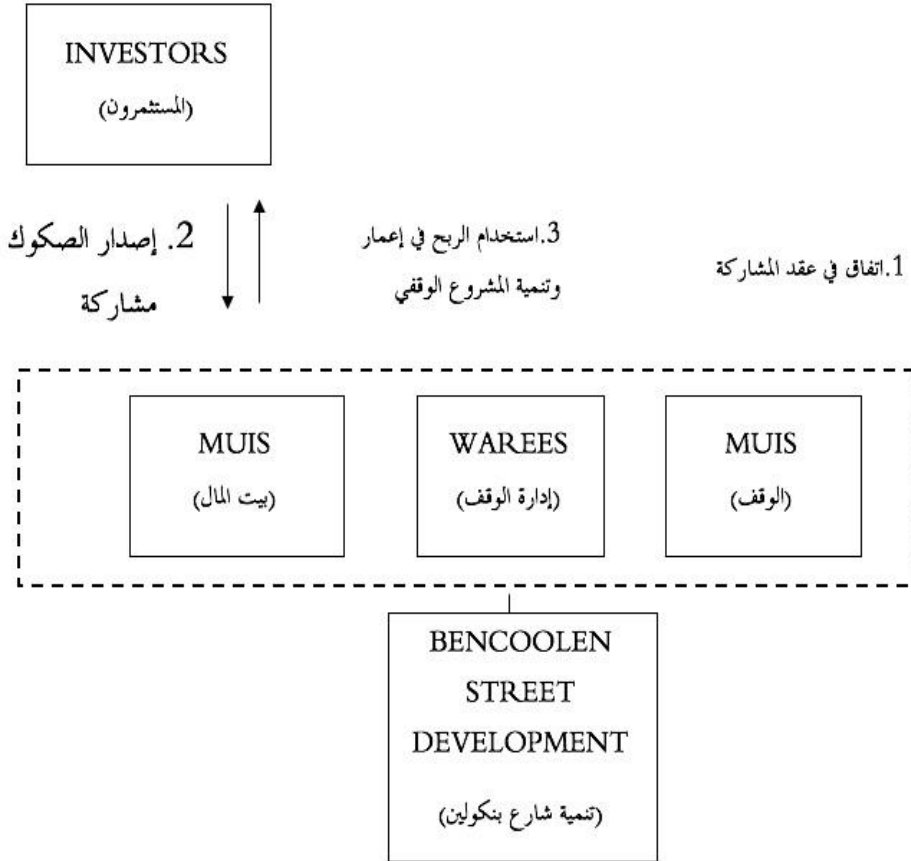 INVESTORS
(المستثمرون)
2. إصدار الصكوك
مشاركة
3.استخدام الربح في إعمار
وتنمية المشروع الوقفي
1.اتفاق في عقد المشاركة
MUIS
(بيت المال)
WAREES
(إدارة الوقف)
MUIS
(الوقف)
BENCOOLEN
STREET
DEVELOPMENT
(تنمية شارع بنكولين)